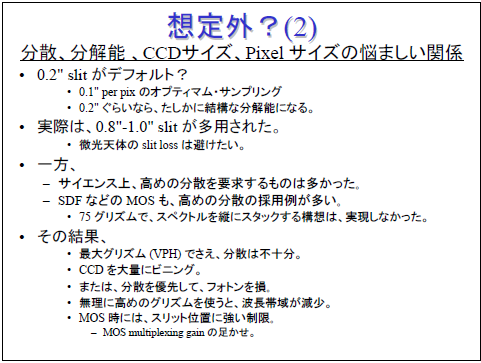 想定外？(2)
分散、分解能 、CCDサイズ、Pixel サイズの悩ましい関係
• 0.2" slit がデフォルト？
• 0.1" per pix のオプティマム・サンプリング
• 0.2" ぐらいなら、たしかに結構な分解能になる。
• 実際は、0.8"-1.0" slit が多用された。
• 微光天体の slit loss は避けたい。
• 一方、
– サイエンス上、高めの分散を要求するものは多かった。
– SDF などの MOS も、高めの分散の採用例が多い。
• 75 グリズムで、スペクトルを縦にスタックする構想は、実現しなかった。
• その結果、
• 最大グリズム (VPH) でさえ、分散は不十分。
• CCD を大量にビニング。
• または、分散を優先して、フォトンを損。
• 無理に高めのグリズムを使うと、波長帯域が減少。
• MOS 時には、スリット位置に強い制限。
– MOS multiplexing gain の足かせ。